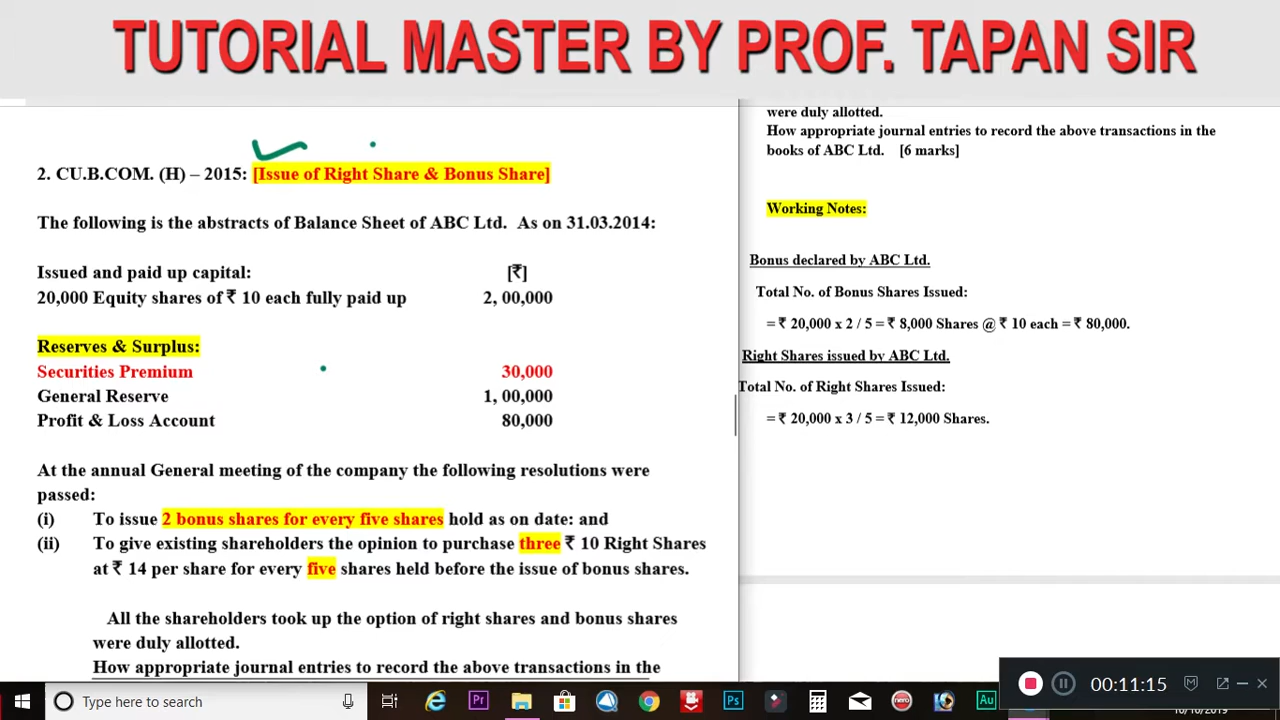 TUTORIAL MASTER BY PROF. TAPAN SIR
2. CU.B.COM. (H) – 2015: [Issue of Right Share & Bonus Share]
The following is the abstracts of Balance Sheet of ABC Ltd. As on 31.03.2014:
Issued and paid up capital: [₹]
20,000 Equity shares of ₹ 10 each fully paid up 2, 00,000
Reserves & Surplus:
Securities Premium 30,000
General Reserve 1, 00,000
Profit & Loss Account 80,000
At the annual General meeting of the company the following resolutions were
passed:
(i) To issue 2 bonus shares for every five shares hold as on date: and
(ii) To give existing shareholders the opinion to purchase three ₹ 10 Right Shares
at ₹ 14 per share for every five shares held before the issue of bonus shares.
All the shareholders took up the option of right shares and bonus shares
were duly allotted.
How appropriate journal entries to record the above transactions in the
were duly allotted.
How appropriate journal entries to record the above transactions in the
books of ABC Ltd. [6 marks]
Working Notes:
Bonus declared by ABC Ltd.
Total No. of Bonus Shares Issued:
= ₹ 20,000 x 2 / 5 = ₹ 8,000 Shares @ ₹ 10 each = ₹ 80,000.
Right Shares issued by ABC Ltd.
Total No. of Right Shares Issued:
= ₹ 20,000 x 3 / 5 = ₹ 12,000 Shares.
00:11:15
Type here to search
Pr
Ps
nero
Au